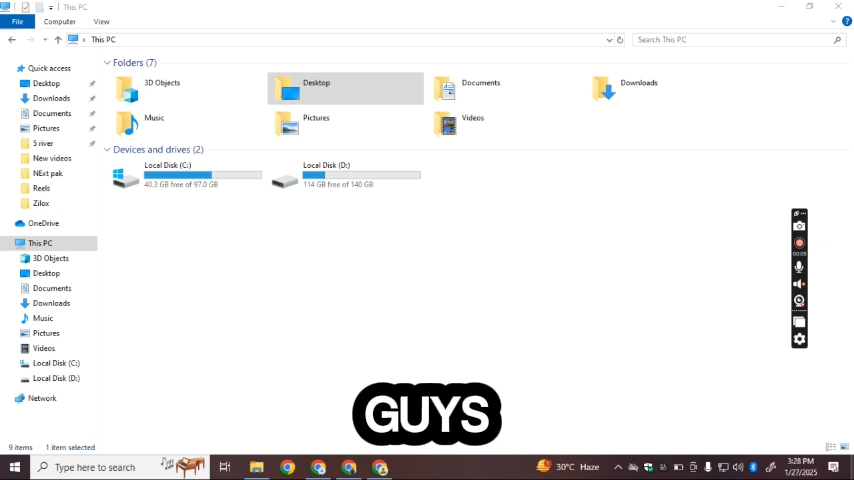 This PC
File
Computer
View
This PC
Search This PC
Quick access
Desktop
Downloads
Documents
Pictures
5 river
New videos
NExt pak
Reels
Zilox
OneDrive
This PC
3D Objects
Desktop
Documents
Downloads
Music
Pictures
Videos
Local Disk (C:)
Local Disk (D:)
Network
Folders (7)
3D Objects
Desktop
Documents
Downloads
Music
Pictures
Videos
Devices and drives (2)
Local Disk (C:)
40.3 GB free of 97.0 GB
Local Disk (D:)
114 GB free of 140 GB
GUYS
9 items
1 item selected
Type here to search
30°C Haze
3:28 PM
1/27/2025